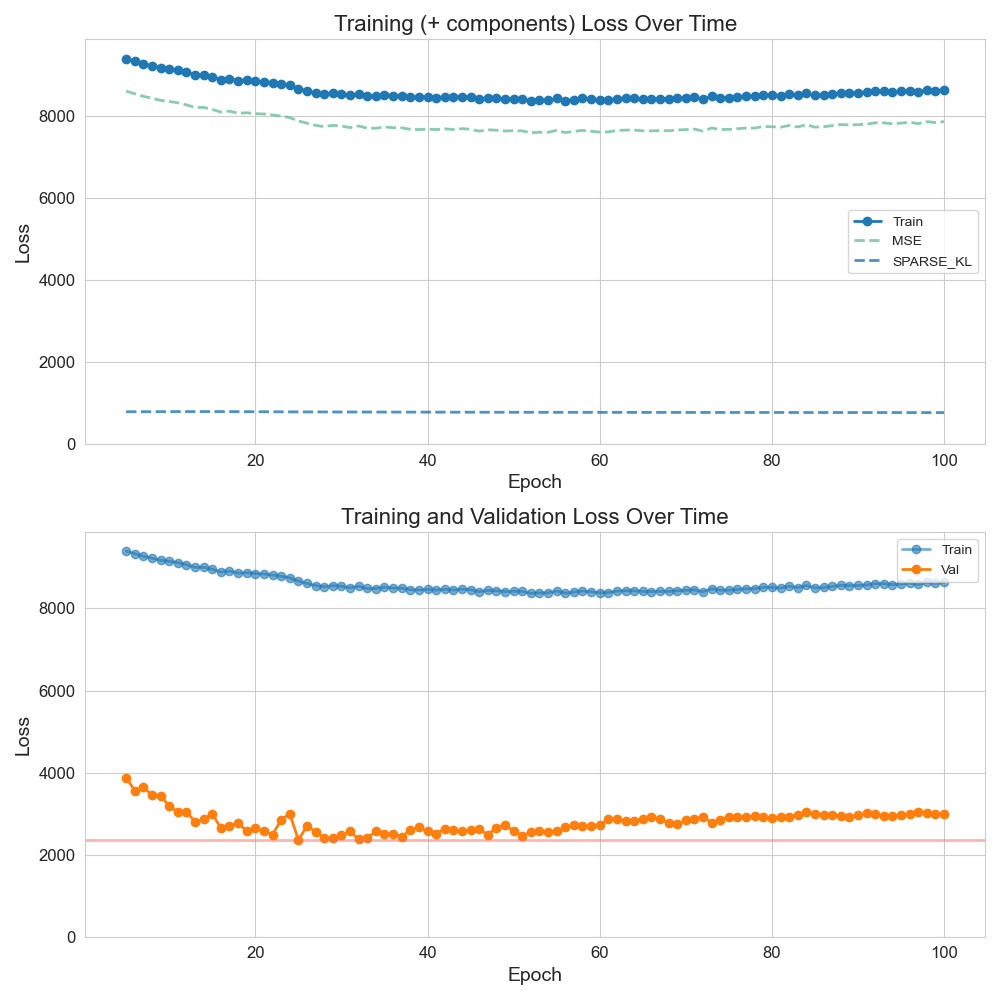 Training (+ components) Loss Over Time
Loss
8000
6000
4000
2000
0
Train
MSE
SPARSE_KL
20 40 60 80 100
Epoch
Training and Validation Loss Over Time
Loss
8000
6000
4000
2000
0
Train
Val
20 40 60 80 100
Epoch